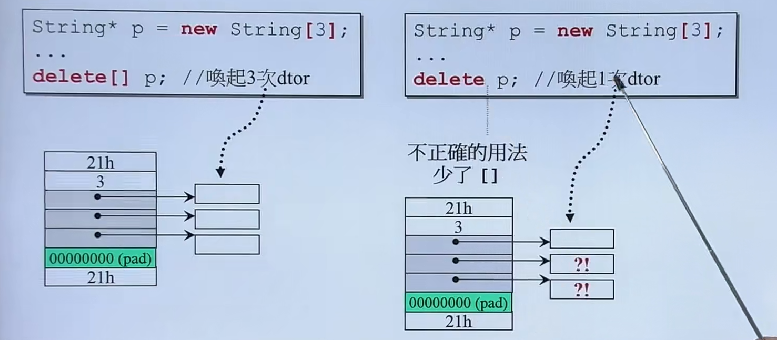 String* p = new String[3];
...
delete[] p; //喚起3次dtor
21h
3
00000000 (pad)
21h
String* p = new String[3];
...
delete p; //喚起1次dtor
不正確的用法
少了 []
21h
3
?!
?!
00000000 (pad)
21h